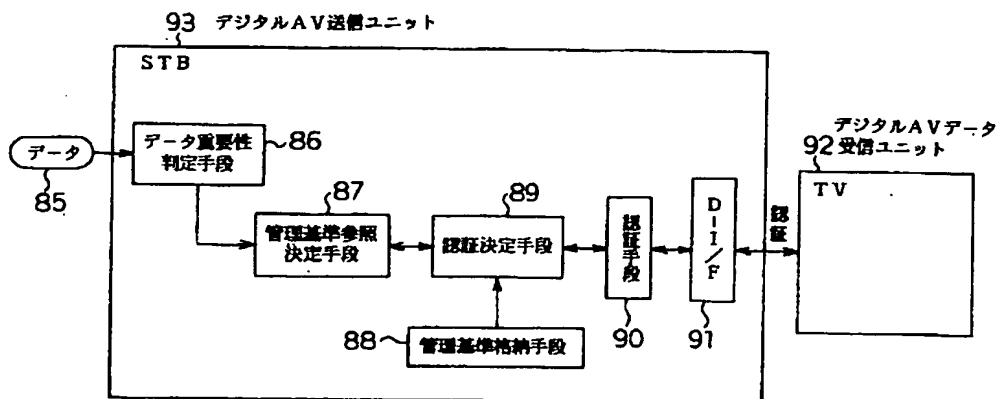 93 デジタルAV送信ユニット
STB
データ
85
データ重要性
判定手段
86
87
管理基準参照
決定手段
89
認証決定手段
88
管理基準格納手段
認証手段
90
D-I/F
91
認証
デジタルAVデータ
92 受信ユニット
TV